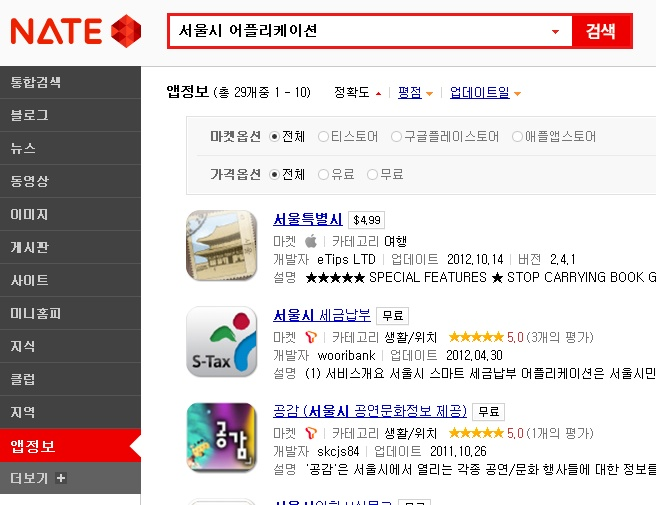 NATE
서울시 어플리케이션
검색
통합검색
블로그
뉴스
동영상
이미지
게시판
사이트
미니홈피
지식
클럽
지역
앱정보
더보기
앱정보 (총 29개중 1 - 10) 정확도 평점 업데이트일
마켓옵션 전체 티스토어 구글플레이스토어 애플앱스토어
가격옵션 전체 유료 무료
서울특별시 $4.99
마켓 카테고리 여행
개발자 eTips LTD 업데이트 2012.10.14 버전 2.4.1
설명 ★★★★★ SPECIAL FEATURES ★ STOP CARRYING BOOK G
S-Tax
서울시 세금납부 무료
마켓 카테고리 생활/위치 ★★★★★ 5.0 (3개의 평가)
개발자 wooribank 업데이트 2012.04.30
설명 (1) 서비스개요 서울시 스마트 세금납부 어플리케이션은 서울시민
공감
공감 (서울시 공연문화정보 제공) 무료
마켓 카테고리 생활/위치 ★★★★★ 5.0 (1개의 평가)
개발자 skcjs84 업데이트 2011.10.26
설명 '공감'은 서울시에서 열리는 각종 공연/문화 행사들에 대한 정보를